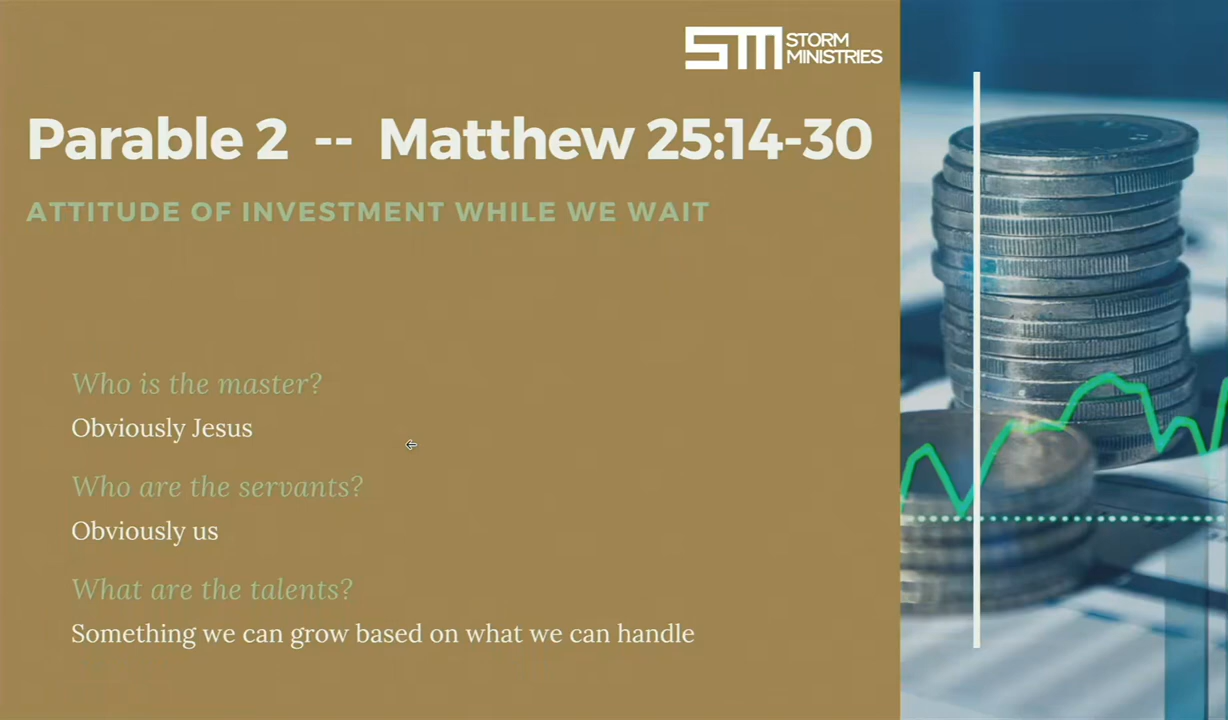 STM STORM
MINISTRIES
Parable 2 -- Matthew 25:14-30
ATTITUDE OF INVESTMENT WHILE WE WAIT
Who is the master?
Obviously Jesus
Who are the servants?
Obviously us
What are the talents?
Something we can grow based on what we can handle